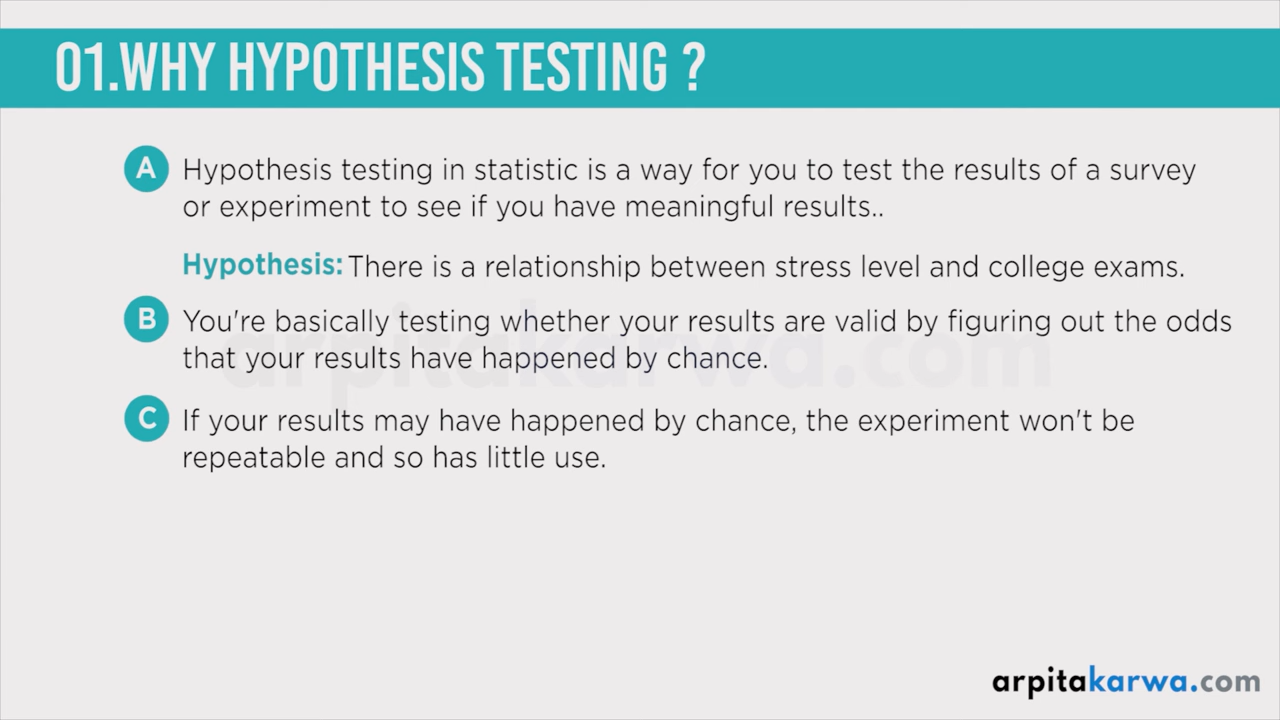 01.WHY HYPOTHESIS TESTING ?
A Hypothesis testing in statistic is a way for you to test the results of a survey
or experiment to see if you have meaningful results..
Hypothesis: There is a relationship between stress level and college exams.
B You're basically testing whether your results are valid by figuring out the odds
that your results have happened by chance.
C If your results may have happened by chance, the experiment won't be
repeatable and so has little use.
arpitakarwa.com
arpitakarwa.com